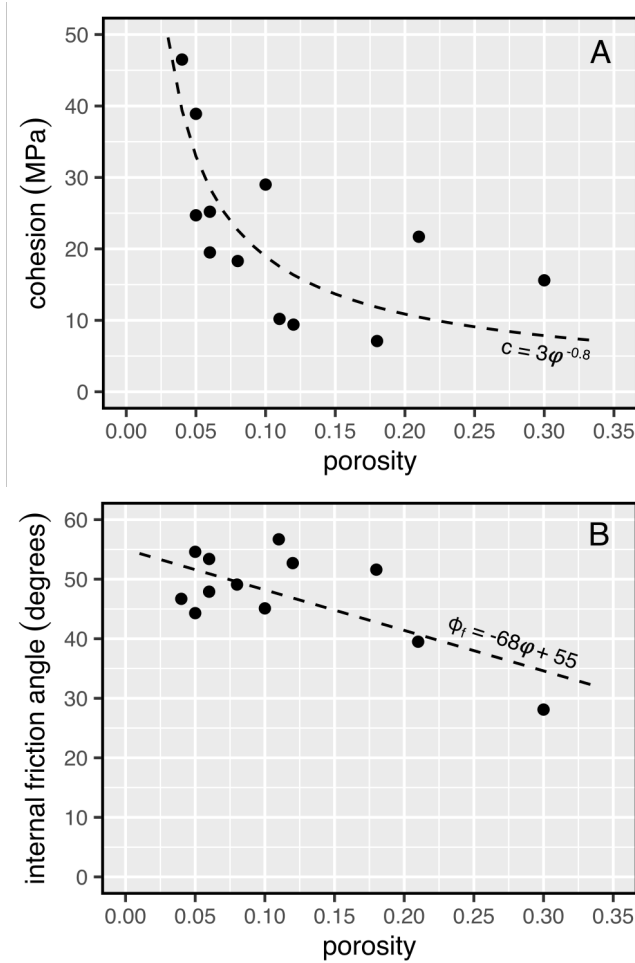 A
50
40
30
20
10
0
cohesion (MPa)
c = 3φ^-0.8
0.00 0.05 0.10 0.15 0.20 0.25 0.30 0.35
porosity
B
60
50
40
30
20
10
0
internal friction angle (degrees)
ϕf = -68φ + 55
0.00 0.05 0.10 0.15 0.20 0.25 0.30 0.35
porosity